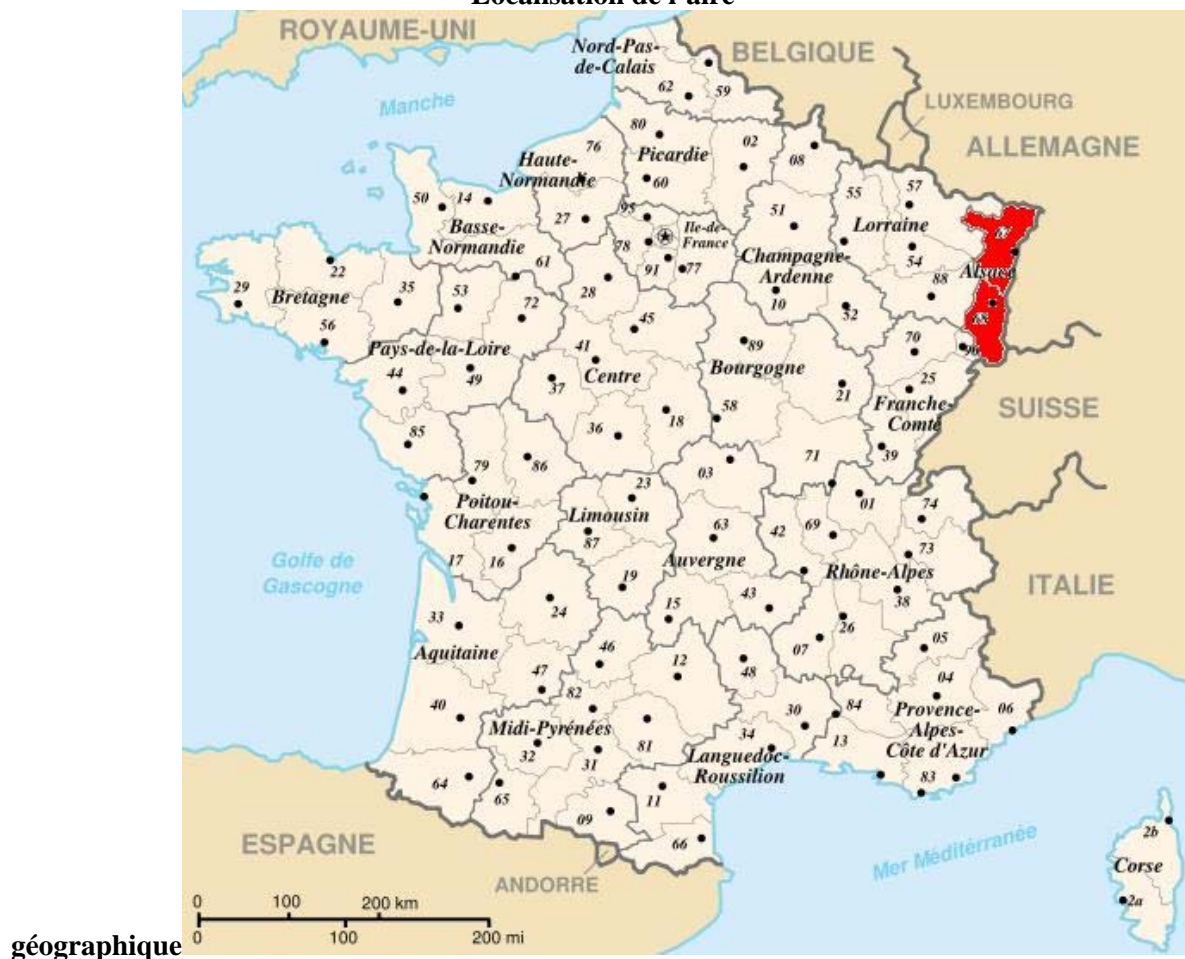 Localisation de l'aire
ROYAUME-UNI
Nord-Pas-
de-Calais
BELGIQUE
62
59
LUXEMBOURG
Manche
ALLEMAGNE
80
02
08
76
Picardie
Haute-
Normandie
60
55
57
50
14
27
95
51
Lorraine
67
Basse-
Normandie
78
Ile-de-
France
Champagne-
Ardenne
54
Alsace
61
91
77
22
29
Bretagne
35
53
72
28
10
52
88
68
56
45
Pays-de-la-Loire
41
89
70
90
44
49
37
Centre
Bourgogne
21
25
Franche-
Comté
SUISSE
85
36
18
58
39
79
86
03
71
23
01
74
Poitou-
Charentes
Limousin
63
42
69
87
17
16
Auvergne
73
Golfe de
Gascogne
Rhône-Alpes
ITALIE
19
38
24
15
43
33
26
07
05
Aquitaine
46
12
48
04
47
82
06
40
30
84
Provence-
Alpes-
Côte d'Azur
Midi-Pyrénées
34
13
32
31
81
Languedoc-
Roussilion
64
65
11
83
09
66
ESPAGNE
ANDORRE
Mer Méditérranée
2b
Corse
2a
0 100 200 km
0 100 200 mi
géographique